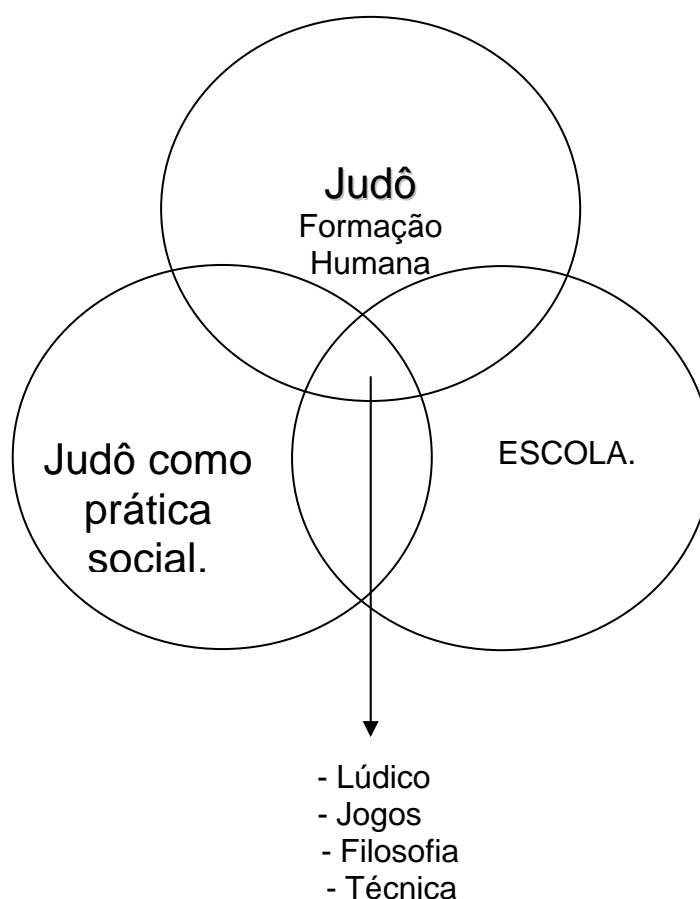 Judô
Formação
Humana
Judô como
prática
social.
ESCOLA.
- Lúdico
- Jogos
- Filosofia
- Técnica